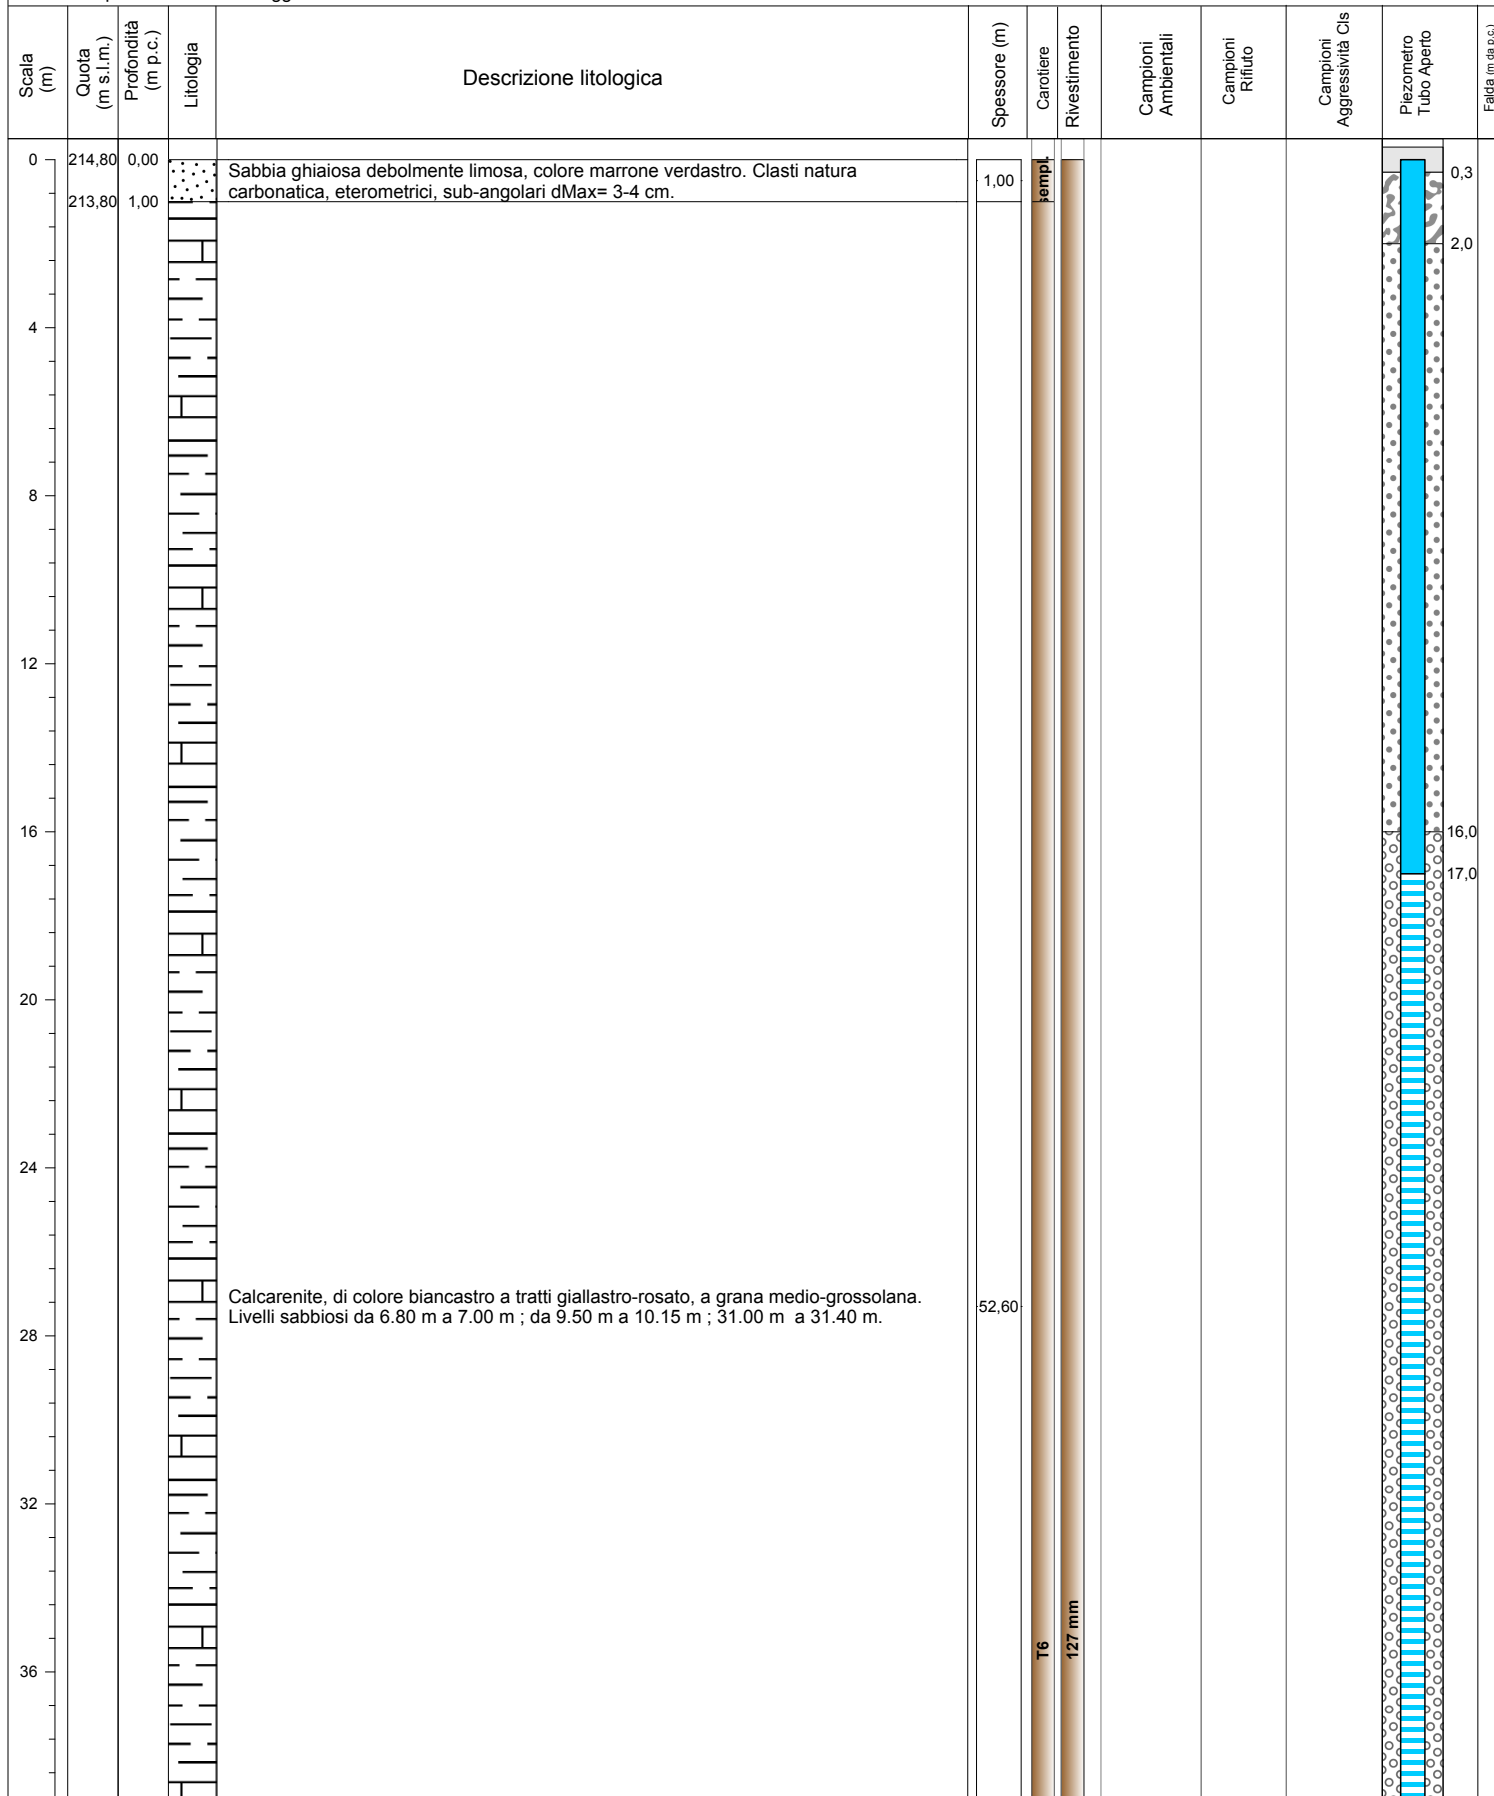 Scala
(m)
Quota
(m s.l.m.)
Profondità
(m p.c.)
Litologia
Descrizione litologica
Spessore (m)
Carotiere
Rivestimento
Campioni
Ambientali
Campioni
Rifiuto
Campioni
Aggressività Cls
Piezometro
Tubo Aperto
Falda (m da p.c.)
0
214,80
0,00
Sabbia ghiaiosa debolmente limosa, colore marrone verdastro. Clasti natura
carbonatica, eterometrici, sub-angolari dMax= 3-4 cm.
1,00
sempl.
0,3
213,80
1,00
2,0
4
8
12
16
16,0
17,0
20
24
Calcarenite, di colore biancastro a tratti giallastro-rosato, a grana medio-grossolana.
Livelli sabbiosi da 6.80 m a 7.00 m ; da 9.50 m a 10.15 m ; 31.00 m a 31.40 m.
52,60
28
32
T6
127 mm
36